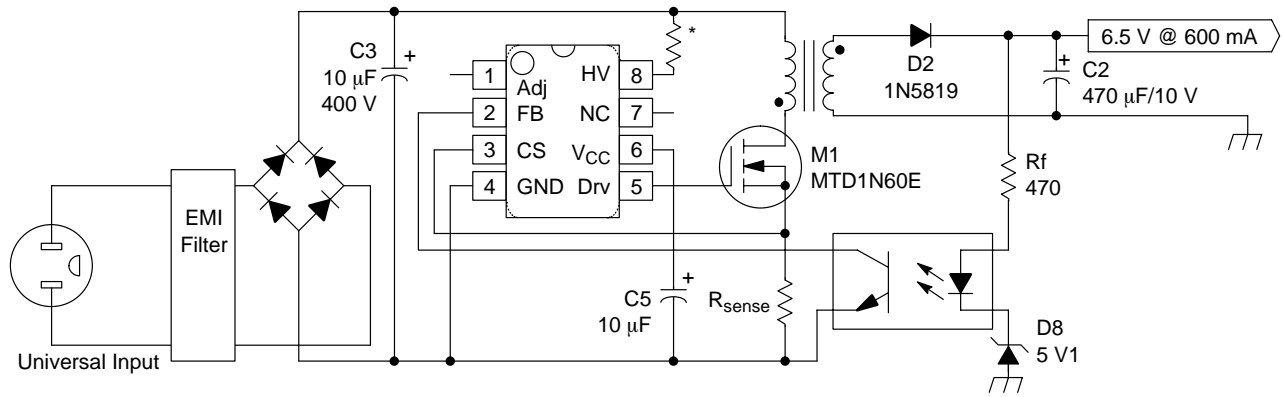 C3
10 μF
400 V
+
*
1
Adj
HV
8
2
FB
NC
7
3
CS
VCC
6
4
GND
Drv
5
M1
MTD1N60E
D2
1N5819
6.5 V @ 600 mA
+
C2
470 μF/10 V
Rf
470
EMI
Filter
Universal Input
C5
10 μF
+
Rsense
D8
5 V1